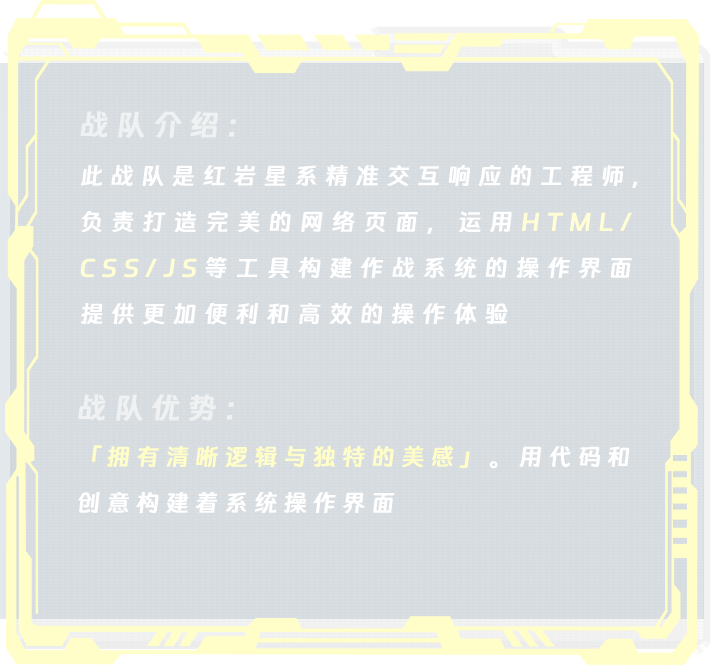 战队介绍：
此战队是红岩星系精准交互响应的工程师，
负责打造完美的网络页面，运用HTML/
CSS/JS等工具构建作战系统的操作界面
提供更加便利和高效的操作体验
战队优势：
「拥有清晰逻辑与独特的美感」。用代码和
创意构建着系统操作界面